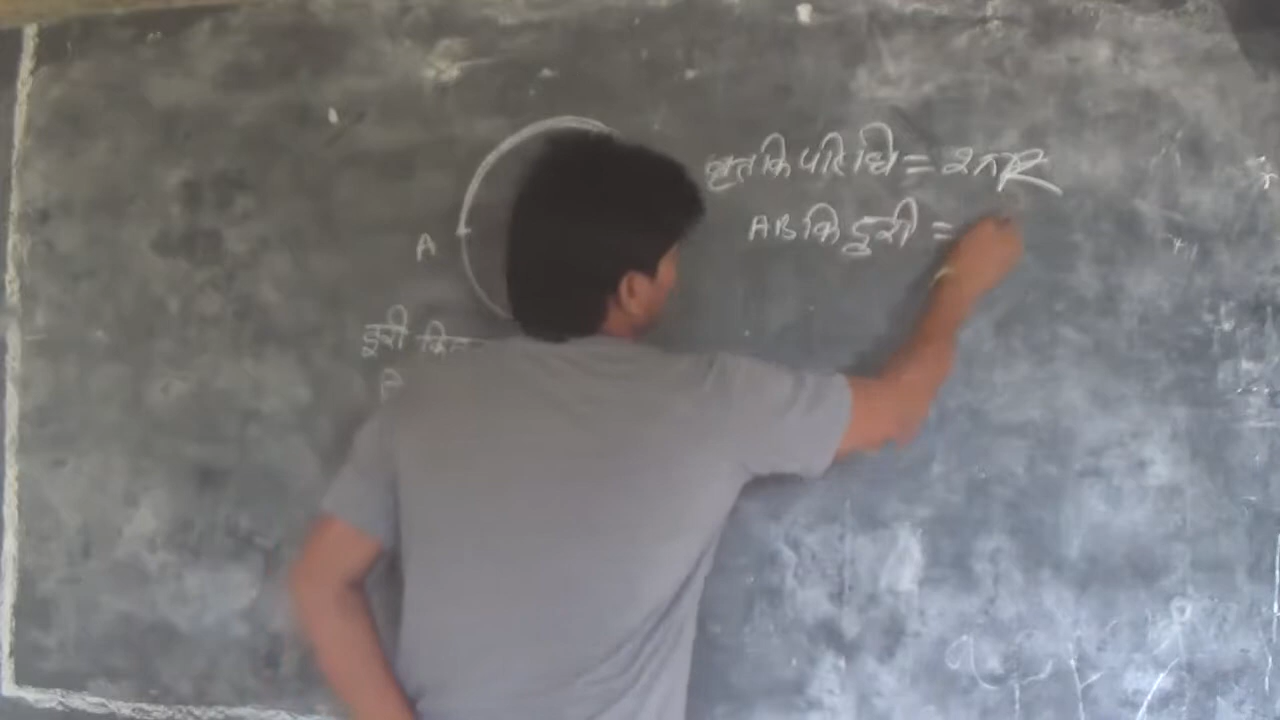 वृत कि परिधि = 2πR
AB कि दूरी =
A
दूरी